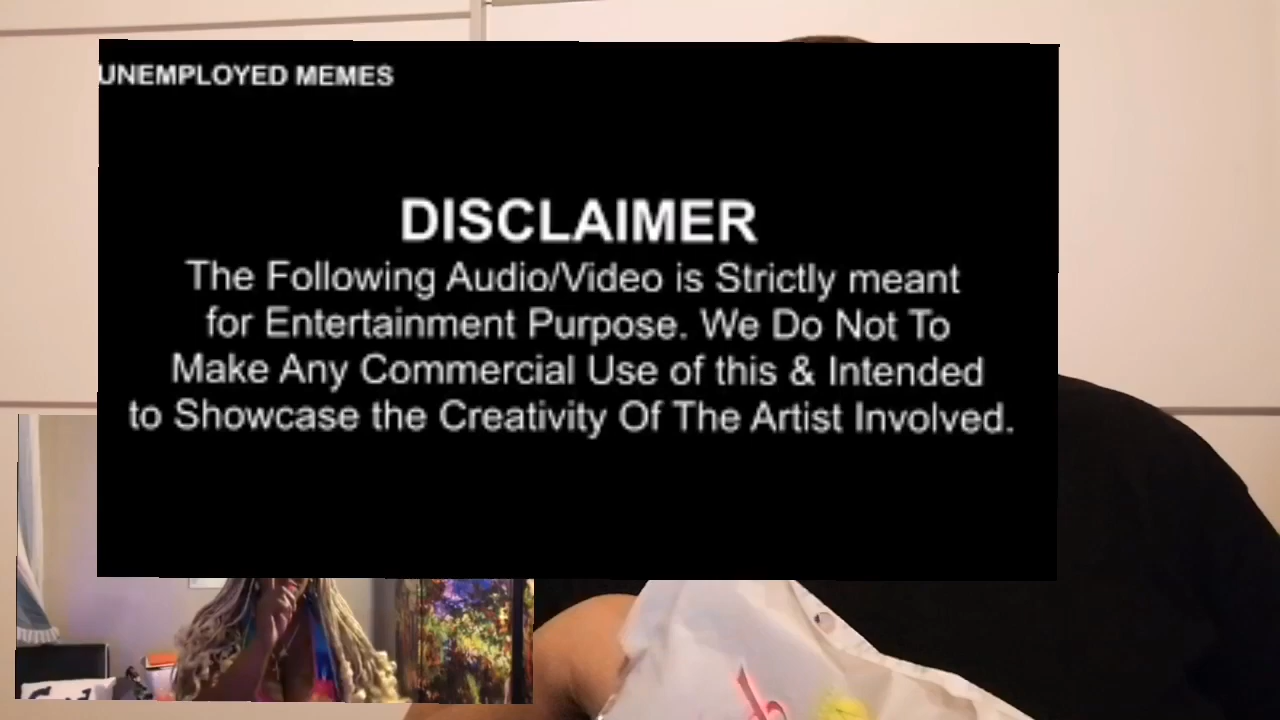 UNEMPLOYED MEMES
DISCLAIMER
The Following Audio/Video is Strictly meant
for Entertainment Purpose. We Do Not To
Make Any Commercial Use of this & Intended
to Showcase the Creativity Of The Artist Involved.